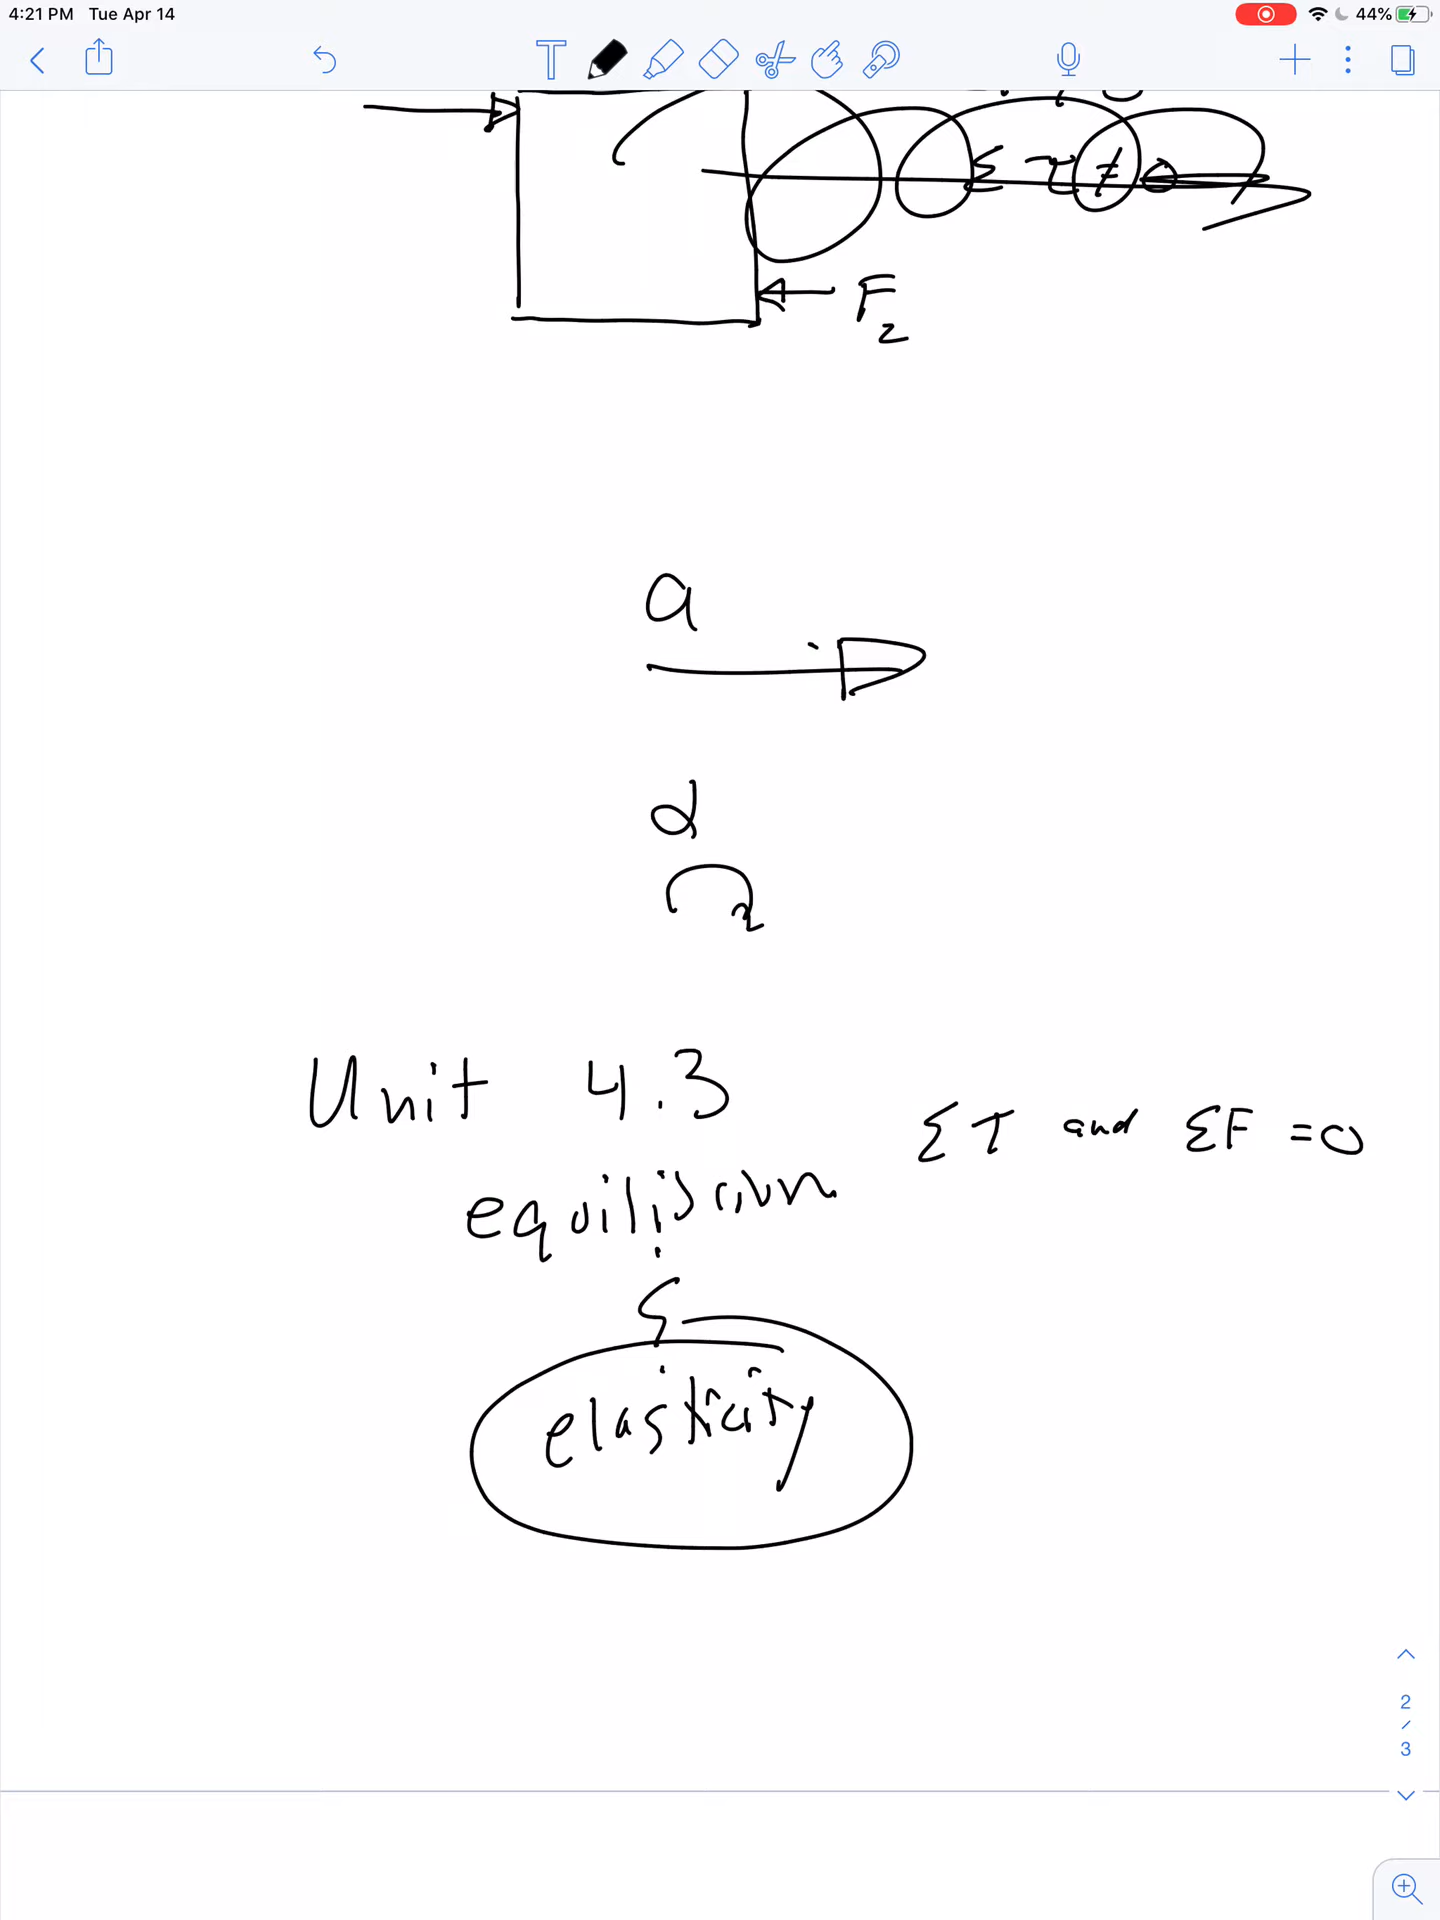 4:21 PM Tue Apr 14
44%
T
Σ τ ≠ 0
F₂
a
α
Unit 4.3
Στ and ΣF = 0
equilibrium
elasticity
2
/
3